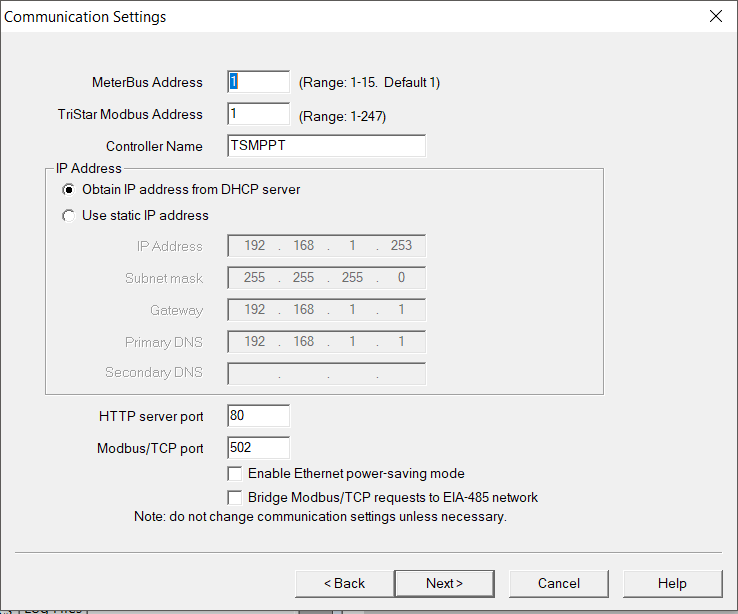 Communication Settings
MeterBus Address 1 (Range: 1-15. Default 1)
TriStar Modbus Address 1 (Range: 1-247)
Controller Name TSMPPT
IP Address
Obtain IP address from DHCP server
Use static IP address
IP Address 192 . 168 . 1 . 253
Subnet mask 255 . 255 . 255 . 0
Gateway 192 . 168 . 1 . 1
Primary DNS 192 . 168 . 1 . 1
Secondary DNS . . .
HTTP server port 80
Modbus/TCP port 502
Enable Ethernet power-saving mode
Bridge Modbus/TCP requests to EIA-485 network
Note: do not change communication settings unless necessary.
< Back Next > Cancel Help